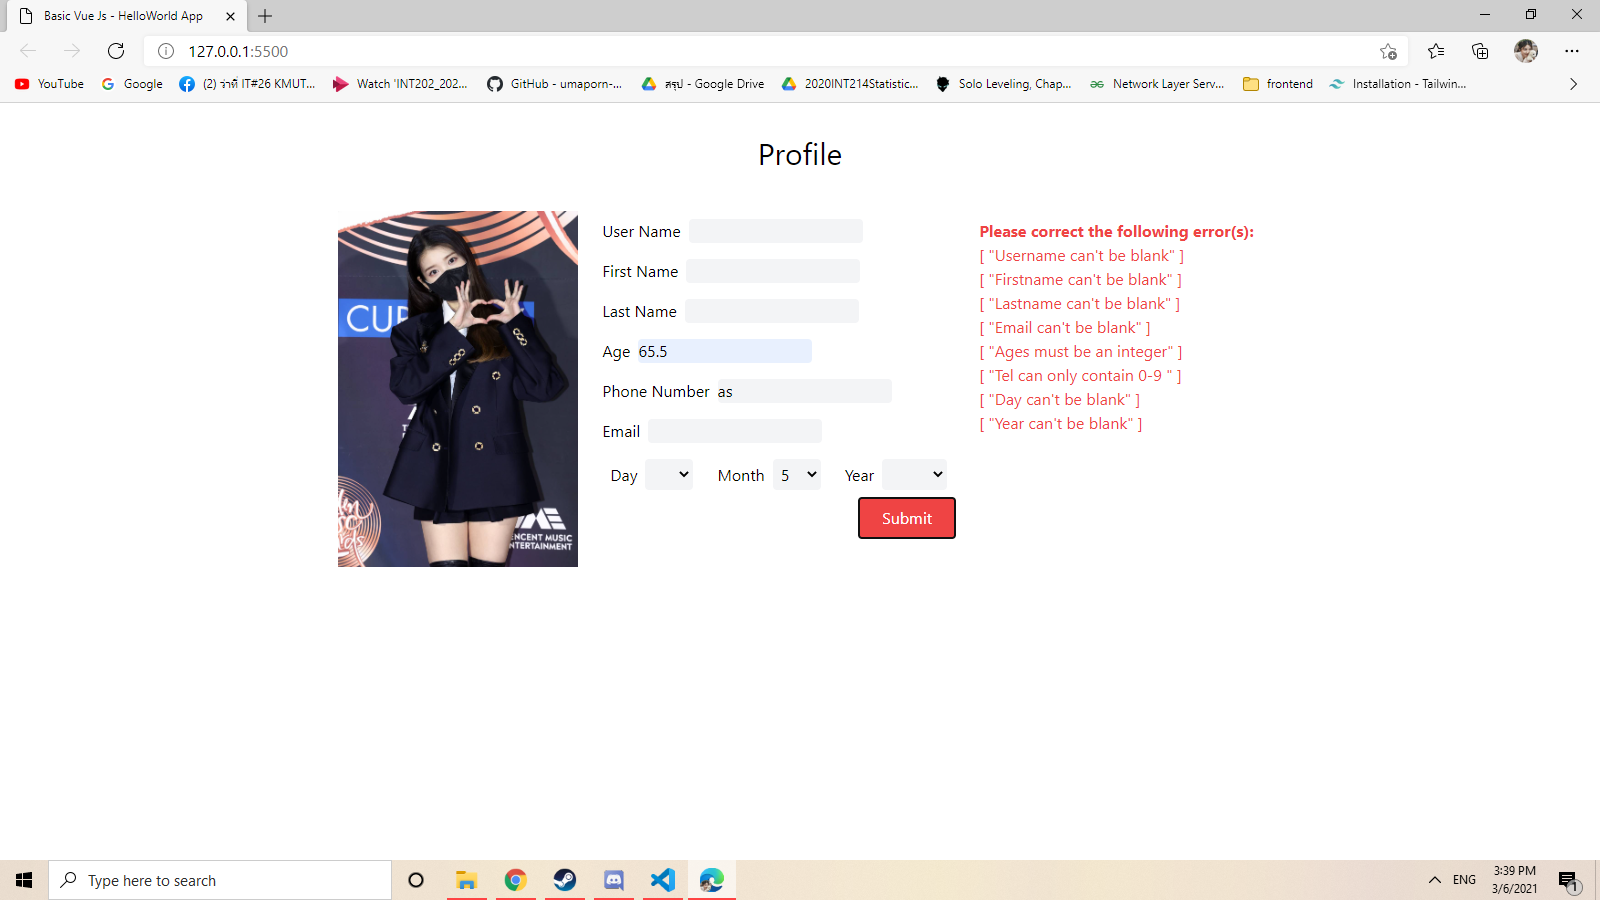 Basic Vue Js - HelloWorld App
127.0.0.1:5500
YouTube
Google
(2) ว่าที่ IT#26 KMUT...
Watch 'INT202_202...
GitHub - umaporn-...
สรุป - Google Drive
2020INT214Statistic...
Solo Leveling, Chap...
Network Layer Serv...
frontend
Installation - Tailwin...
Profile
User Name
First Name
Last Name
Age 65.5
Phone Number as
Email
Day Month 5 Year
Submit
Please correct the following error(s):
[ "Username can't be blank" ]
[ "Firstname can't be blank" ]
[ "Lastname can't be blank" ]
[ "Email can't be blank" ]
[ "Ages must be an integer" ]
[ "Tel can only contain 0-9 " ]
[ "Day can't be blank" ]
[ "Year can't be blank" ]
TENCENT MUSIC
ENTERTAINMENT
Type here to search
ENG
3:39 PM
3/6/2021
1